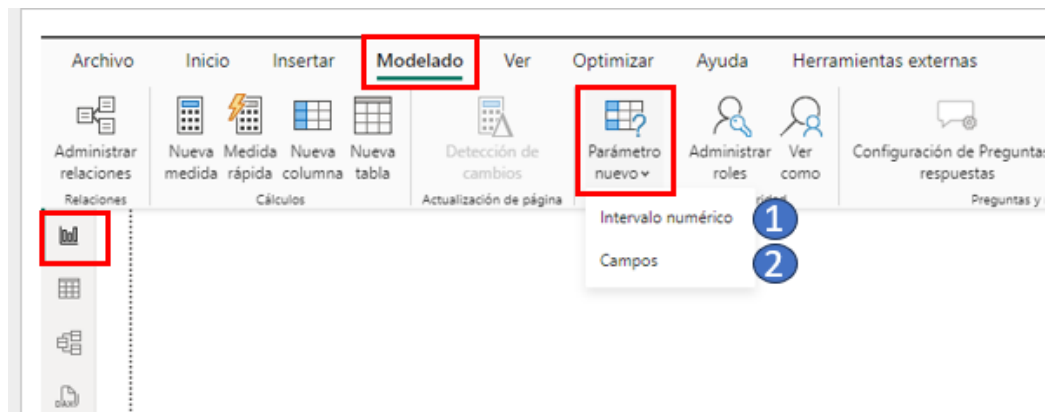 Archivo Inicio Insertar Modelado Ver Optimizar Ayuda Herramientas externas
Administrar relaciones
Nueva medida
Medida rápida
Nueva columna
Nueva tabla
Detección de cambios
Parámetro nuevo
Administrar roles
Ver como
Configuración de Preguntas
respuestas
Relaciones
Cálculos
Actualización de página
Preguntas y
Intervalo numérico 1
Campos 2
DAX